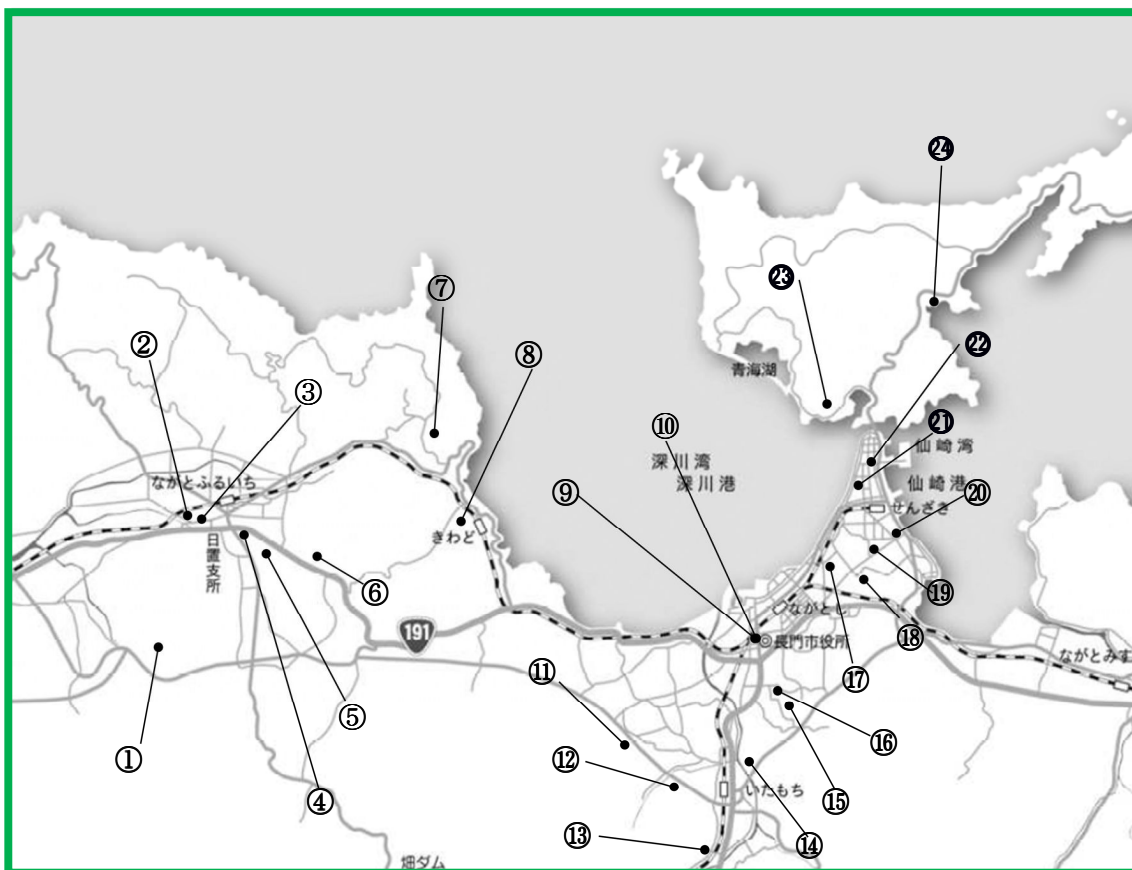 ㉔
㉓
⑦
㉒
②
⑧
青海湖
③
㉑
⑩
仙崎湾
深川湾
深川港
ながとふるいち
仙崎港
⑨
⑳
せんざき
きわど
日置支所
⑥
⑲
ながとし
191
⑱
長門市役所
ながとみす
⑪
⑰
⑤
⑯
①
⑫
いたもち
④
⑮
⑬
⑭
畑ダム